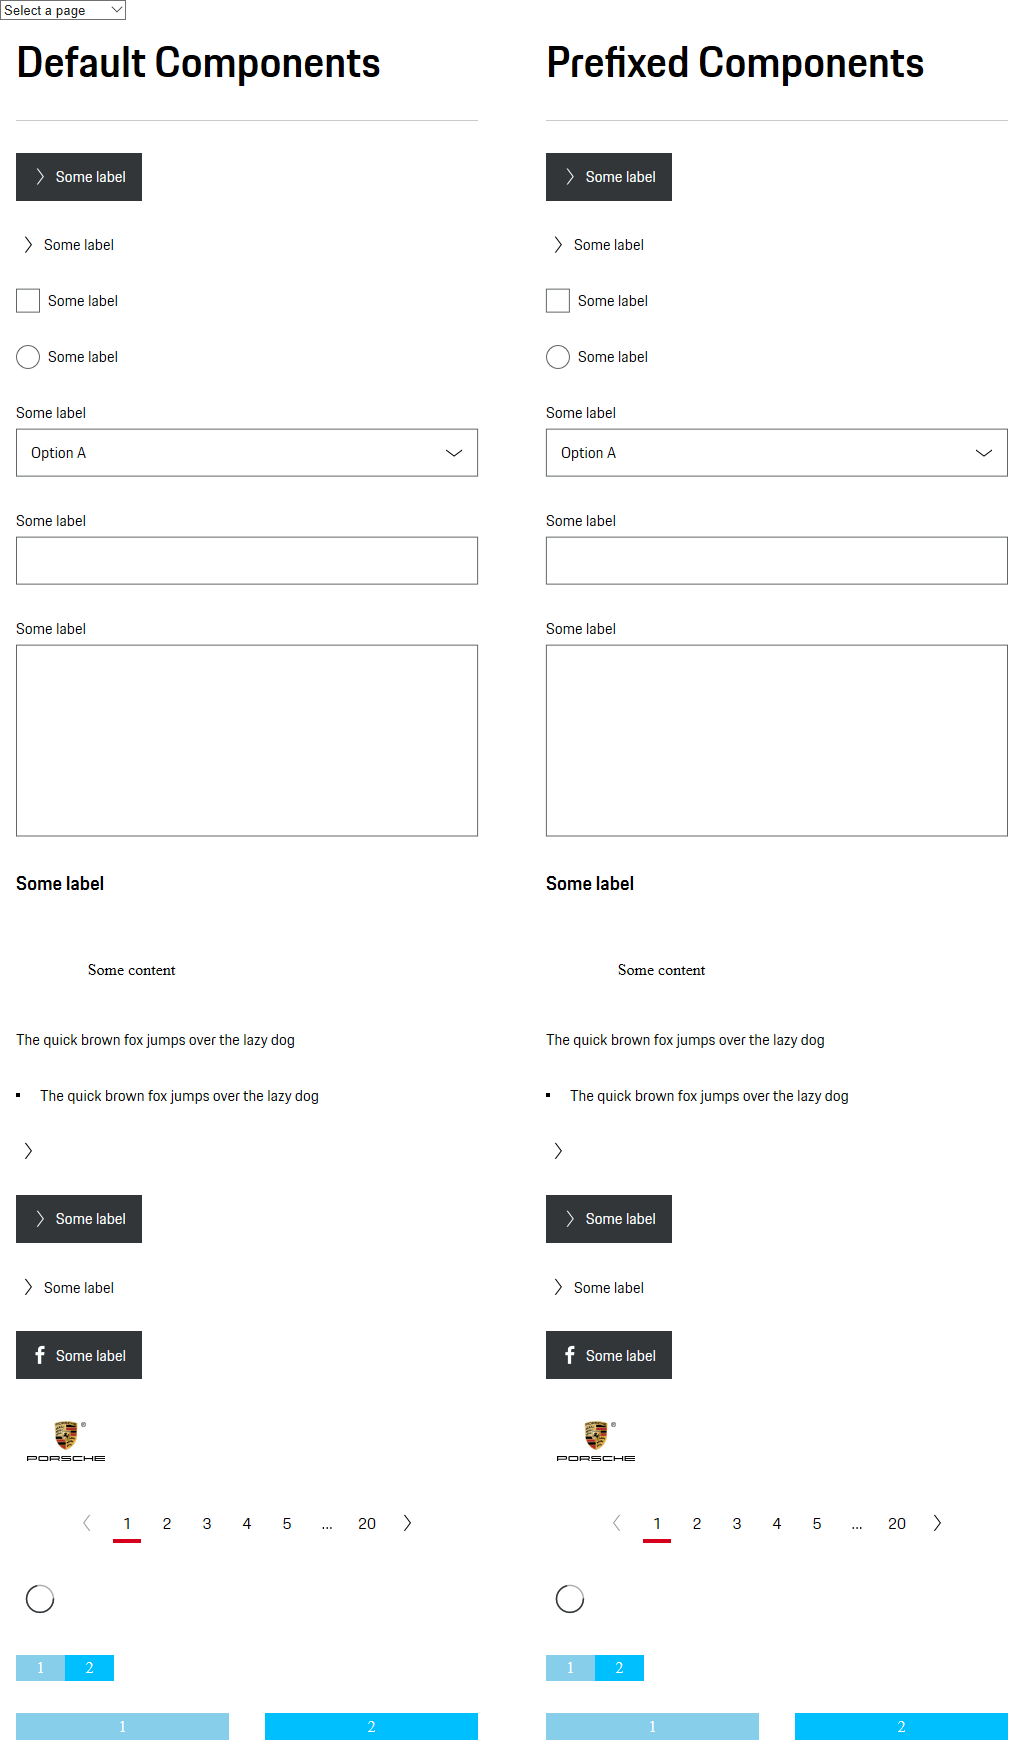 Select a page
Default Components
Some label
Some label
Some label
Some label
Some label
Option A
Some label
Some label
Some label
Some content
The quick brown fox jumps over the lazy dog
The quick brown fox jumps over the lazy dog
Some label
Some label
Some label
PORSCHE
1 2 3 4 5 ... 20
1 2
1 2
Prefixed Components
Some label
Some label
Some label
Some label
Some label
Option A
Some label
Some label
Some label
Some content
The quick brown fox jumps over the lazy dog
The quick brown fox jumps over the lazy dog
Some label
Some label
Some label
PORSCHE
1 2 3 4 5 ... 20
1 2
1 2